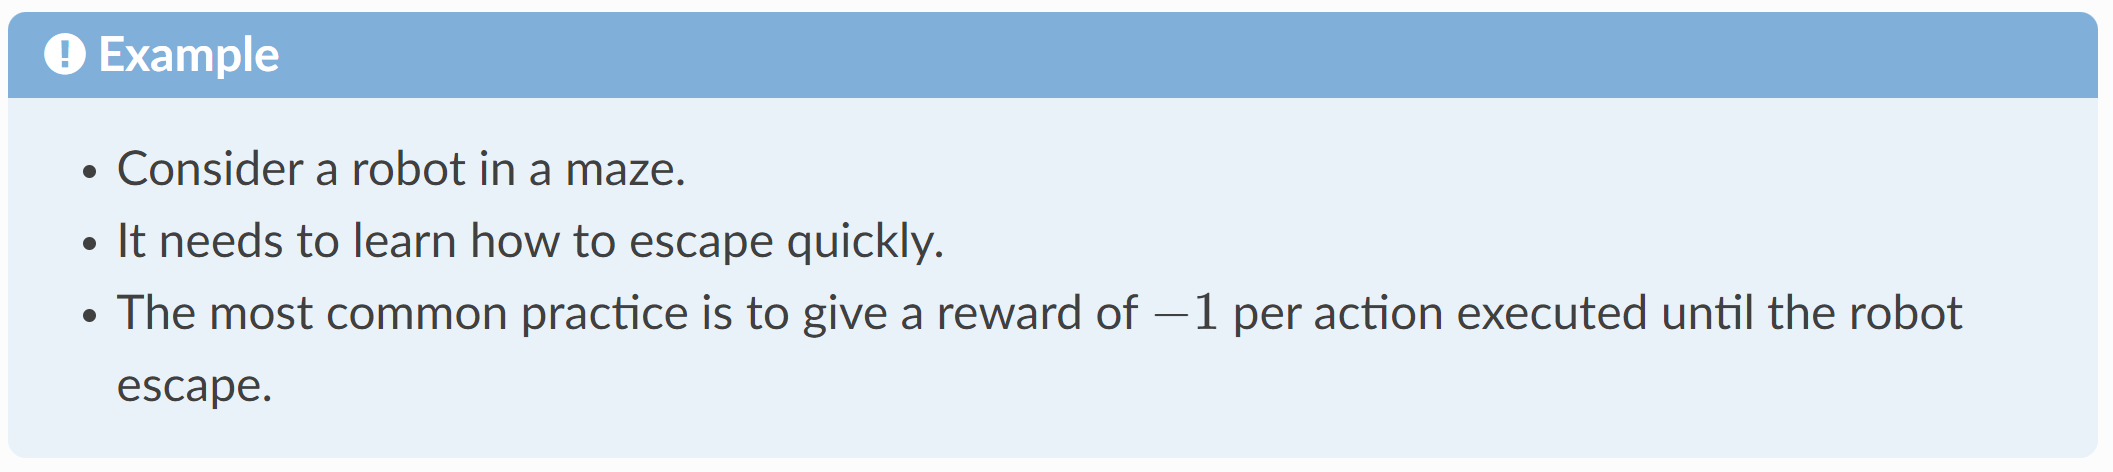 Example
• Consider a robot in a maze.
• It needs to learn how to escape quickly.
• The most common practice is to give a reward of −1 per action executed until the robot
escape.